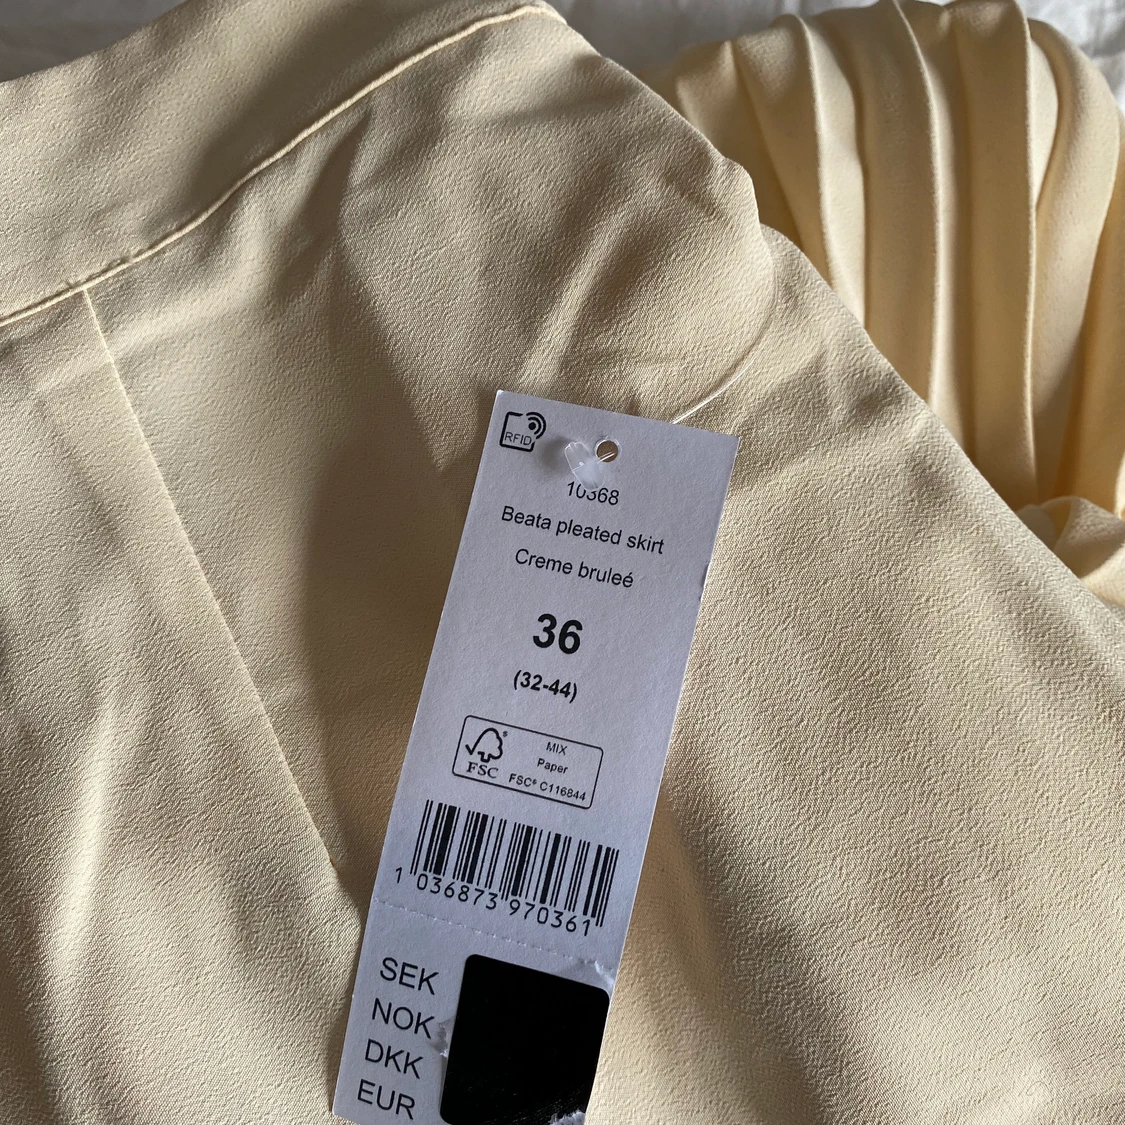 RFID
10368
Beata pleated skirt
Creme bruleé
36
(32-44)
FSC®
MIX
Paper
FSC® C116844
1 036873 970361
SEK
NOK
DKK
EUR